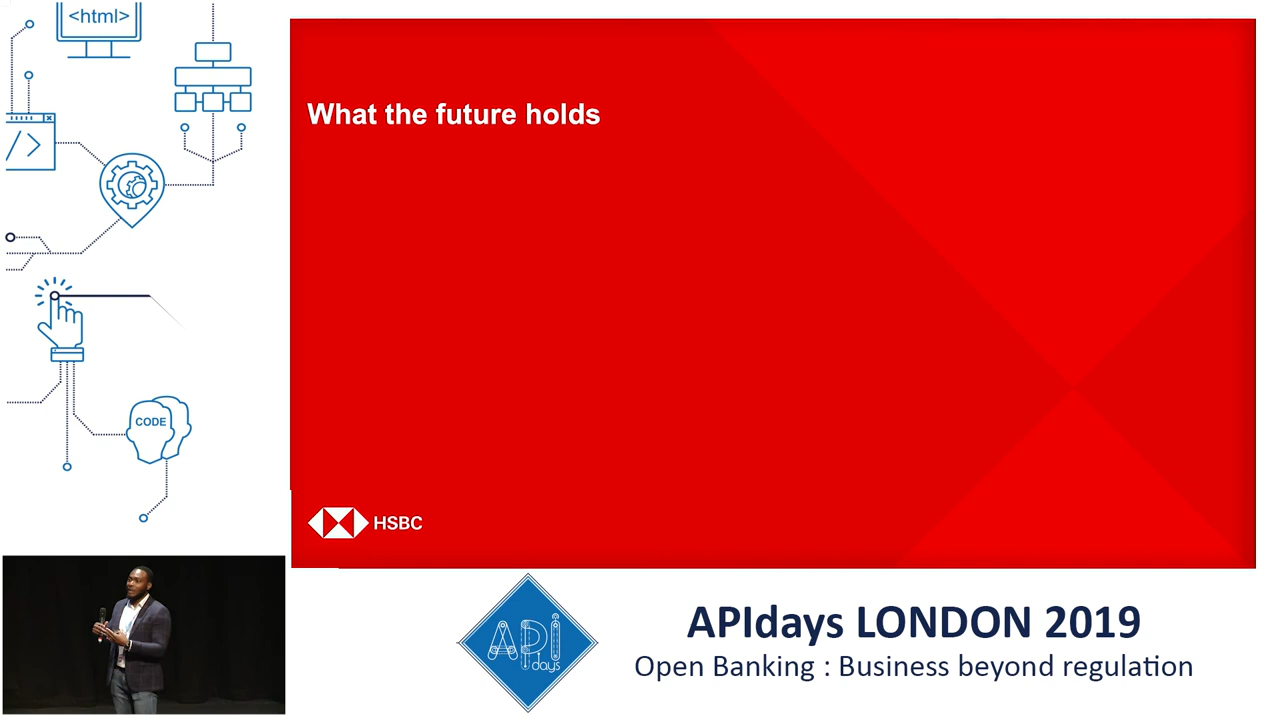 <html>
</>
CODE
What the future holds
HSBC
API
days
APIdays LONDON 2019
Open Banking : Business beyond regulation